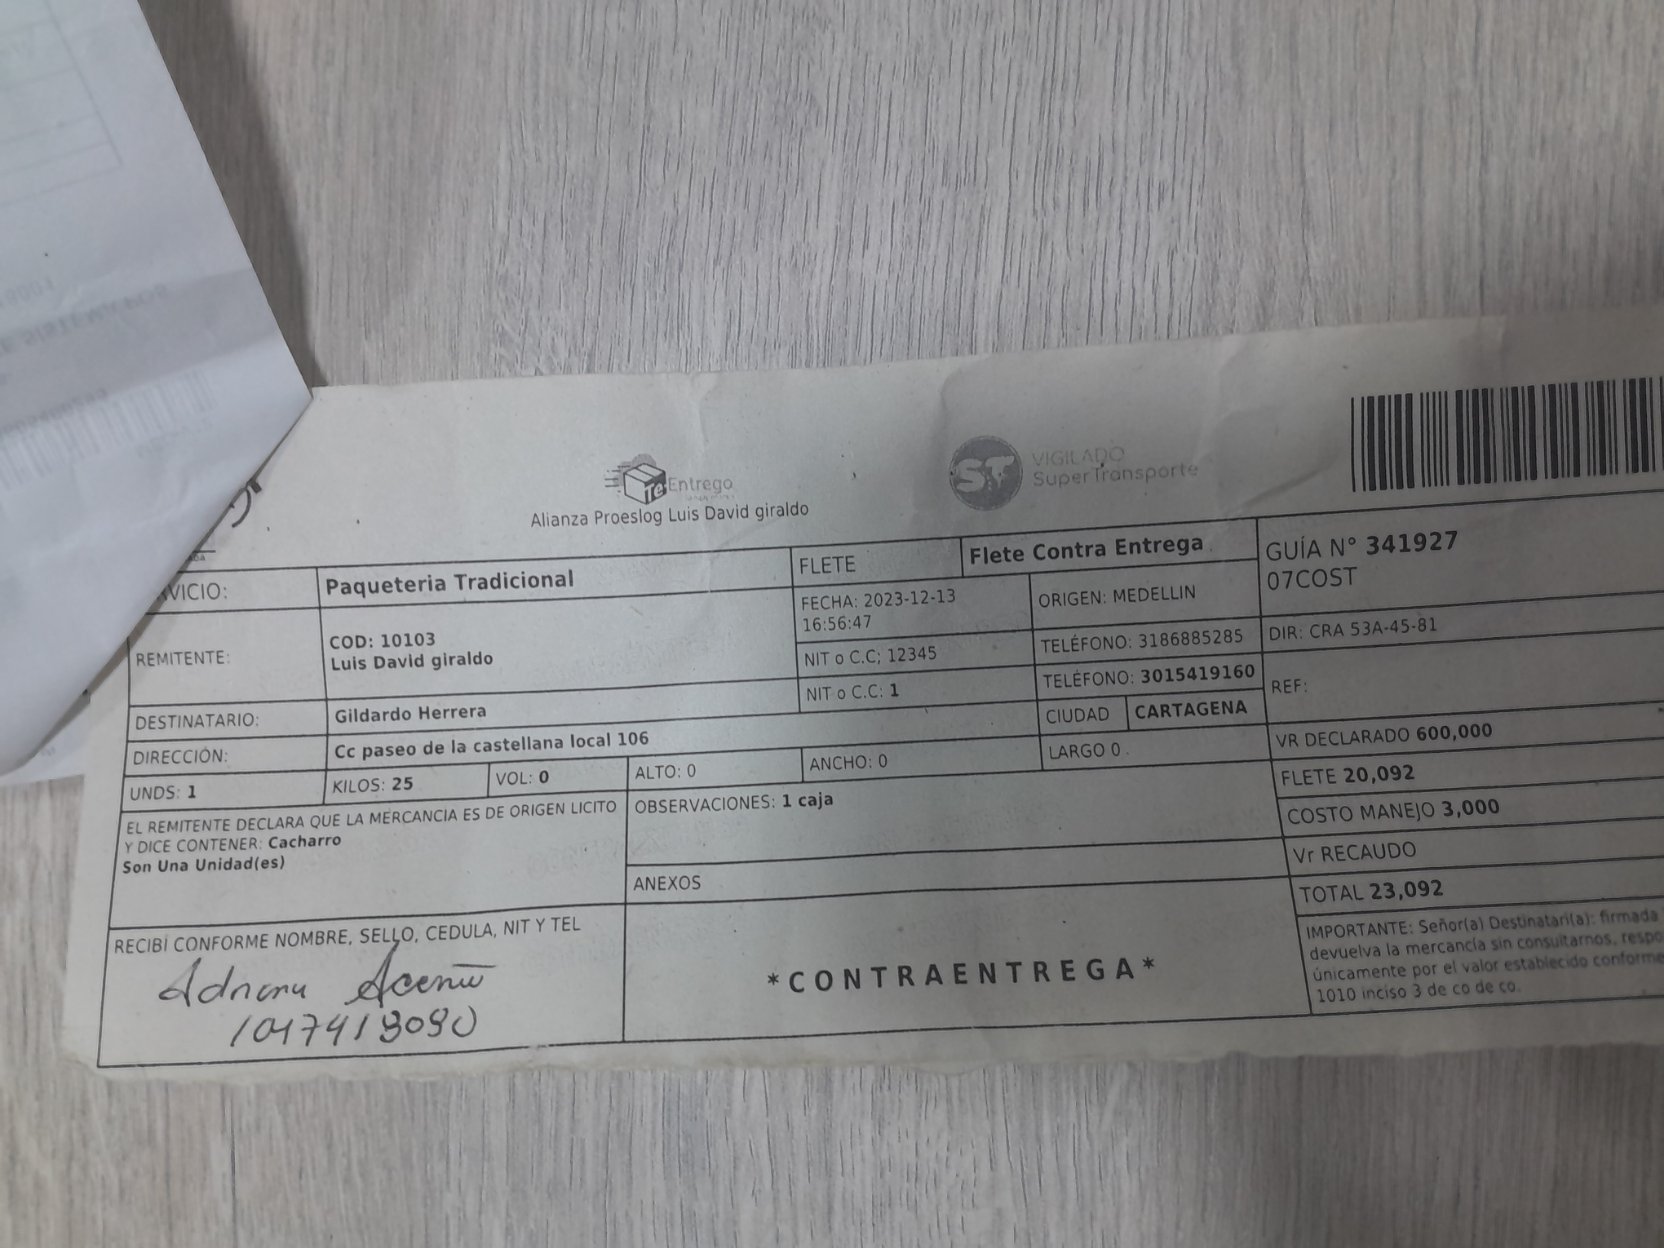 Te Entrego
Alianza Proeslog Luis David giraldo
ST VIGILADO
SuperTransporte
VICIO: Paqueteria Tradicional
FLETE Flete Contra Entrega
GUÍA N° 341927
07COST
REMITENTE: COD: 10103
Luis David giraldo
FECHA: 2023-12-13
16:56:47
ORIGEN: MEDELLIN
NIT o C.C; 12345
TELÉFONO: 3186885285
DIR: CRA 53A-45-81
NIT o C.C: 1
TELÉFONO: 3015419160
REF:
DESTINATARIO: Gildardo Herrera
CIUDAD CARTAGENA
DIRECCIÓN: Cc paseo de la castellana local 106
VR DECLARADO 600,000
UNDS: 1 KILOS: 25 VOL: 0 ALTO: 0 ANCHO: 0 LARGO 0
FLETE 20,092
EL REMITENTE DECLARA QUE LA MERCANCIA ES DE ORIGEN LICITO
Y DICE CONTENER: Cacharro
Son Una Unidad(es)
OBSERVACIONES: 1 caja
COSTO MANEJO 3,000
Vr RECAUDO
ANEXOS
TOTAL 23,092
RECIBÍ CONFORME NOMBRE, SELLO, CEDULA, NIT Y TEL
1047419090
*CONTRAENTREGA*
IMPORTANTE: Señor(a) Destinatari(a): firmada
devuelva la mercancía sin consultarnos, respo
únicamente por el valor establecido conforme
1010 inciso 3 de co de co.